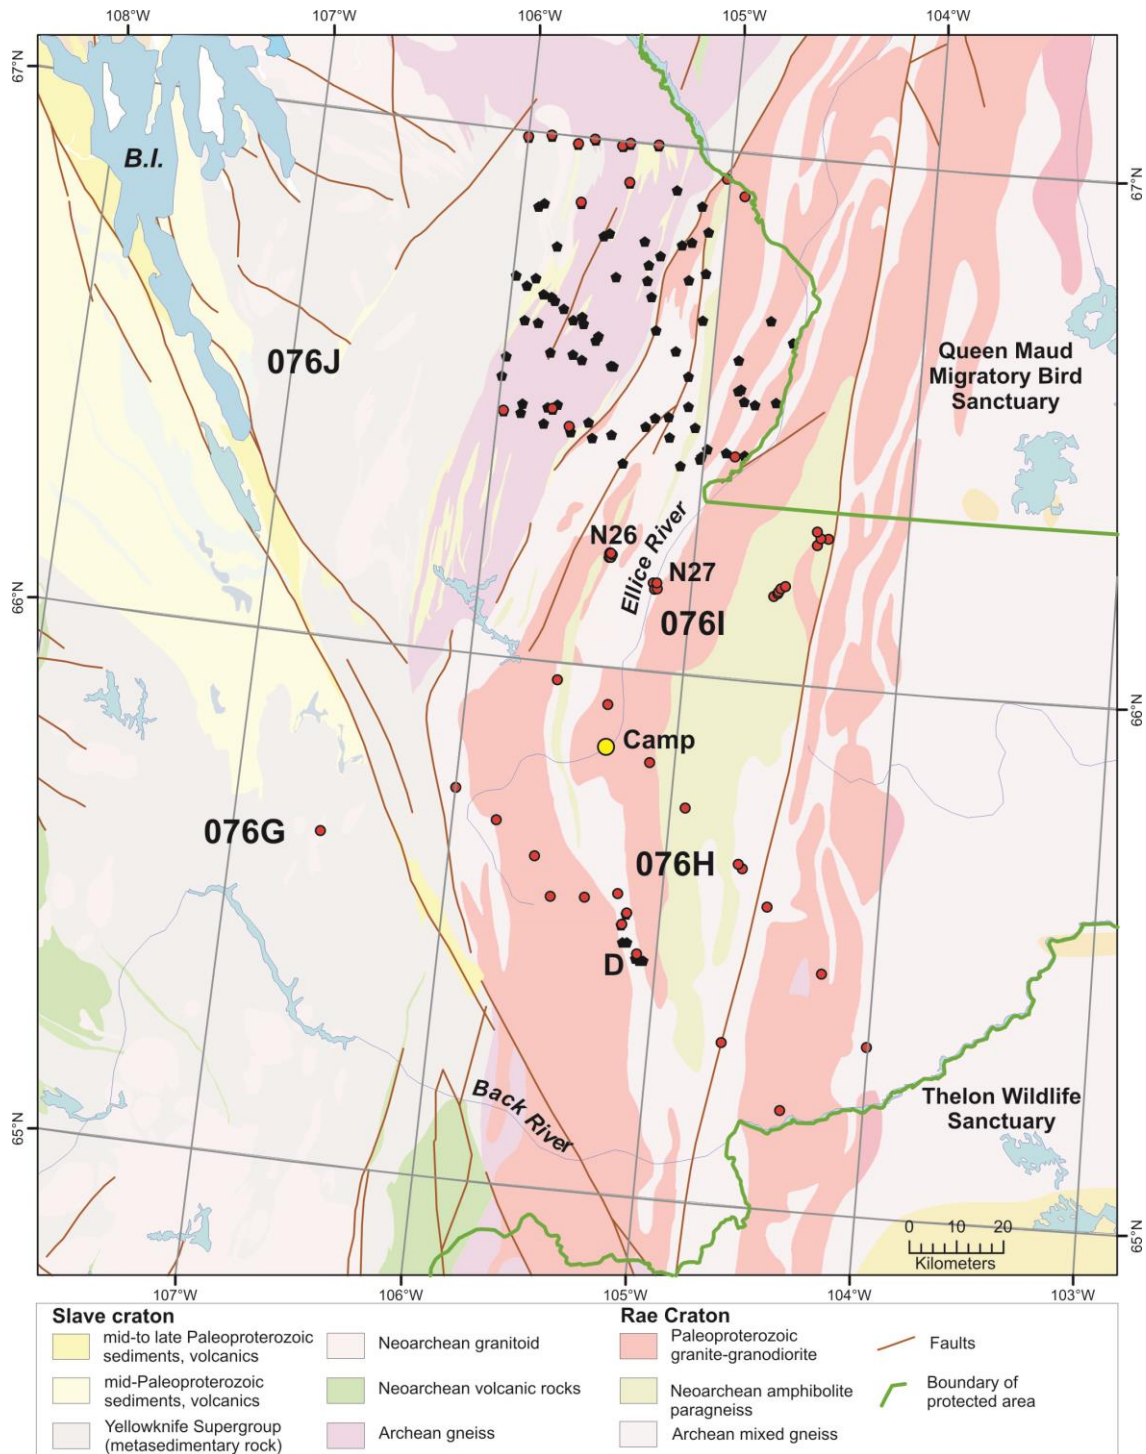 108°W
107°W
106°W
105°W
104°W
67°N
67°N
B.I.
076J
Queen Maud
Migratory Bird
Sanctuary
N26
Ellice River
N27
076I
66°N
66°N
Camp
076G
076H
D
Back River
Thelon Wildlife
Sanctuary
65°N
65°N
0 10 20
Kilometers
107°W
106°W
105°W
104°W
103°W
Slave craton
mid-to late Paleoproterozoic
sediments, volcanics
mid-Paleoproterozoic
sediments, volcanics
Yellowknife Supergroup
(metasedimentary rock)
Neoarchean granitoid
Neoarchean volcanic rocks
Archean gneiss
Rae Craton
Paleoproterozoic
granite-granodiorite
Neoarchean amphibolite
paragneiss
Archean mixed gneiss
Faults
Boundary of
protected area